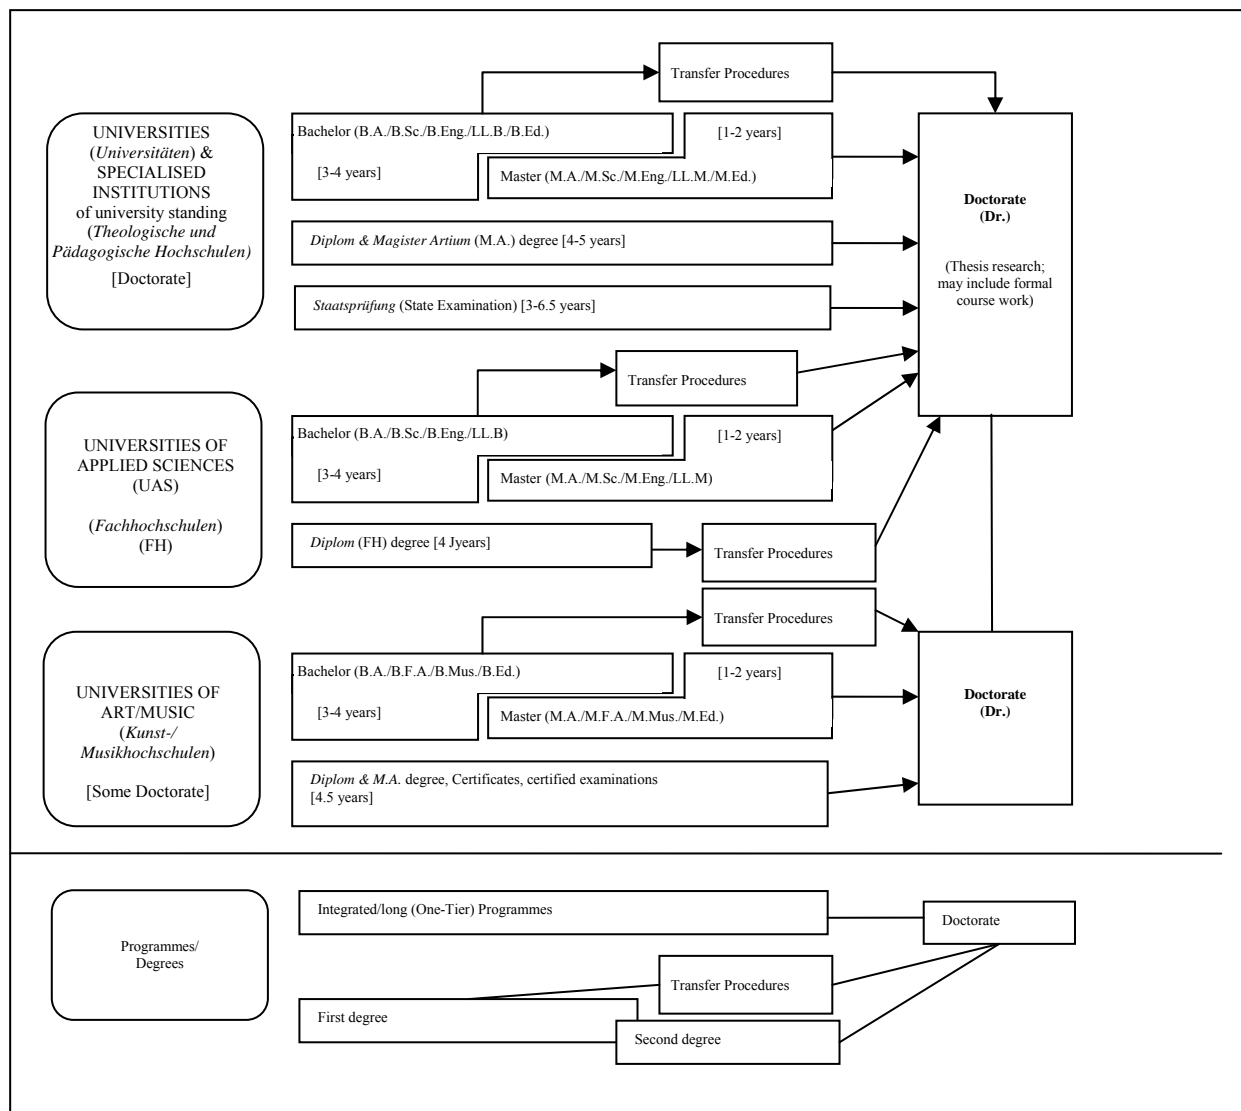 Transfer Procedures
UNIVERSITIES
(Universitäten) &
SPECIALISED
INSTITUTIONS
of university standing
(Theologische und
Pädagogische Hochschulen)
[Doctorate]
Bachelor (B.A./B.Sc./B.Eng./LL.B./B.Ed.)
[3-4 years]
[1-2 years]
Master (M.A./M.Sc./M.Eng./LL.M./M.Ed.)
Diplom & Magister Artium (M.A.) degree [4-5 years]
Staatsprüfung (State Examination) [3-6.5 years]
Doctorate
(Dr.)
(Thesis research;
may include formal
course work)
Transfer Procedures
UNIVERSITIES OF
APPLIED SCIENCES
(UAS)
(Fachhochschulen)
(FH)
Bachelor (B.A./B.Sc./B.Eng./LL.B)
[3-4 years]
[1-2 years]
Master (M.A./M.Sc./M.Eng./LL.M)
Diplom (FH) degree [4 Jyears]
Transfer Procedures
Transfer Procedures
UNIVERSITIES OF
ART/MUSIC
(Kunst-/
Musikhochschulen)
[Some Doctorate]
Bachelor (B.A./B.F.A./B.Mus./B.Ed.)
[3-4 years]
[1-2 years]
Master (M.A./M.F.A./M.Mus./M.Ed.)
Diplom & M.A. degree, Certificates, certified examinations
[4.5 years]
Doctorate
(Dr.)
Programmes/
Degrees
Integrated/long (One-Tier) Programmes
Doctorate
Transfer Procedures
First degree
Second degree